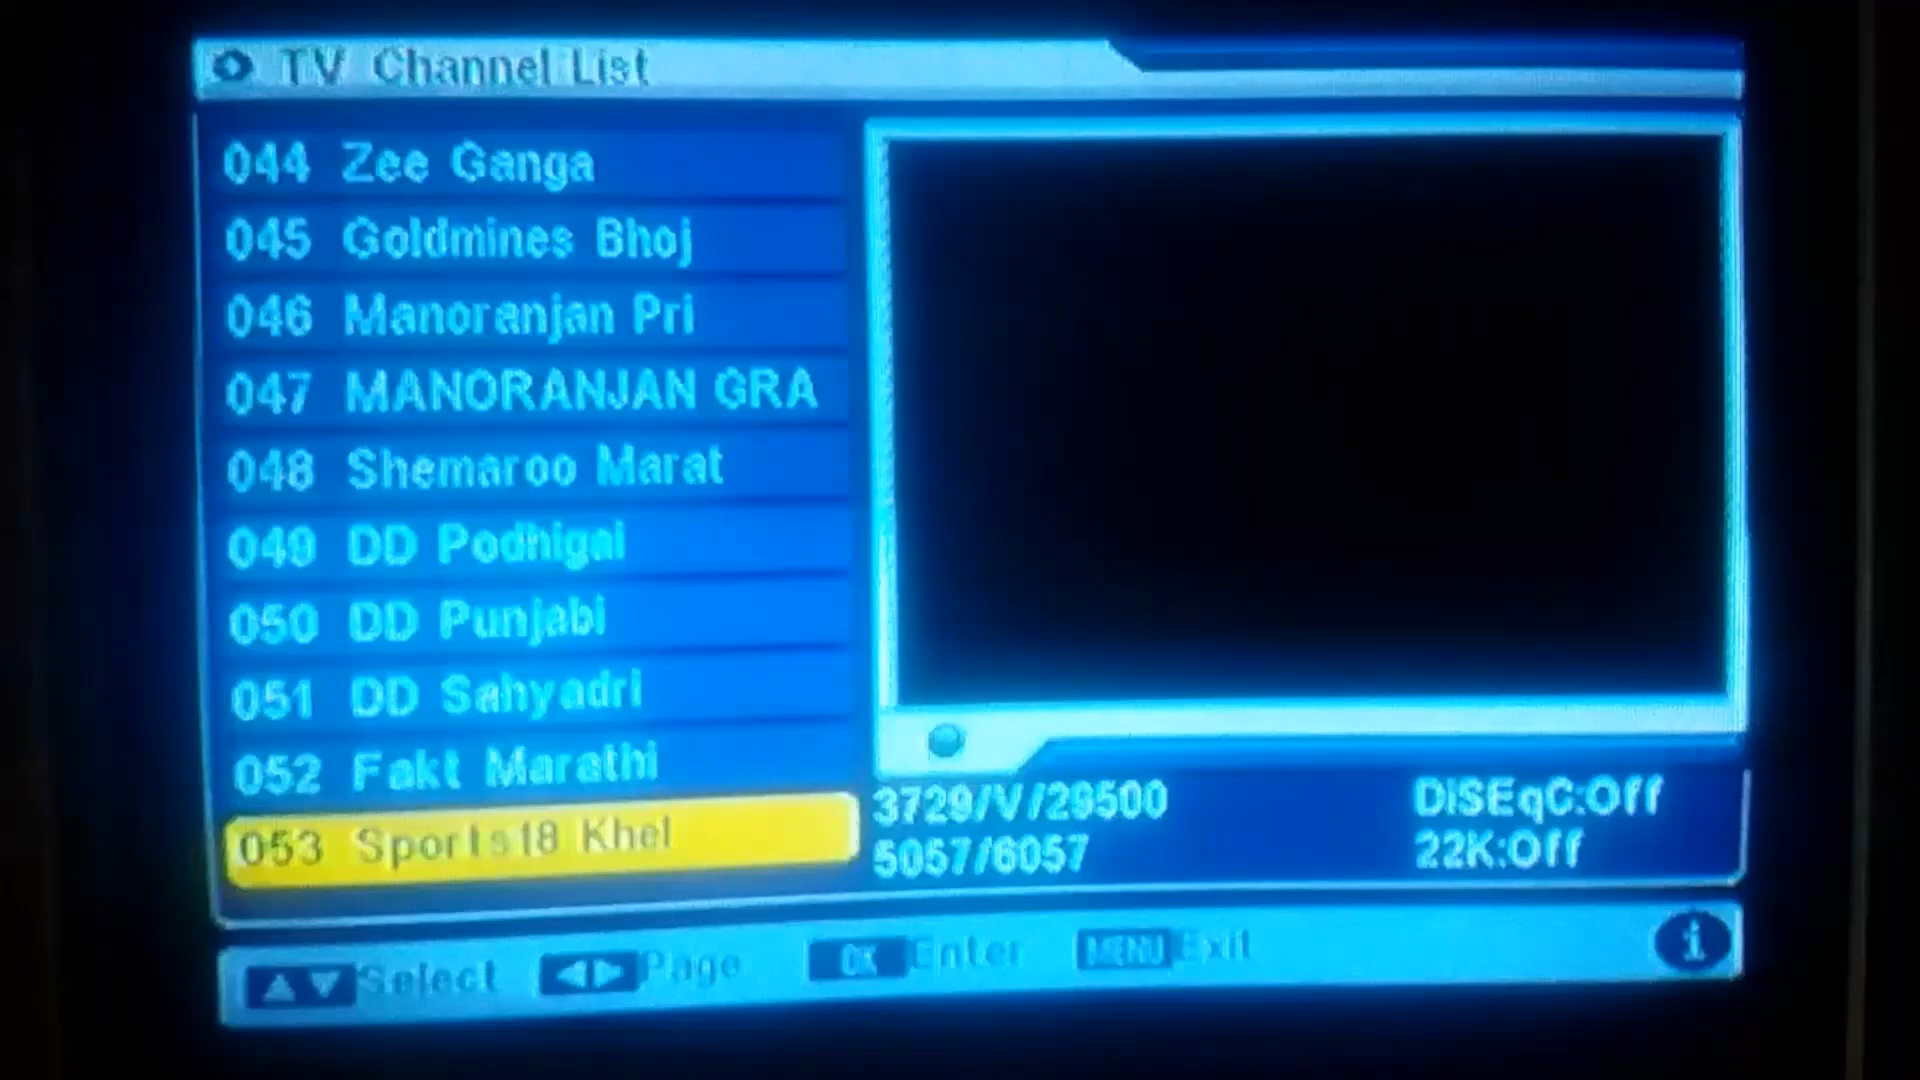 TV Channel List
044 Zee Ganga
045 Goldmines Bhoj
046 Manoranjan Pri
047 MANORANJAN GRA
048 Shemaroo Marat
049 DD Podhigai
050 DD Punjabi
051 DD Sahyadri
052 Fakt Marathi
053 Sports18 Khel
3729/V/29500
DiSEqC:Off
5057/6057
22K:Off
Select Page OK Enter MENU Exit i